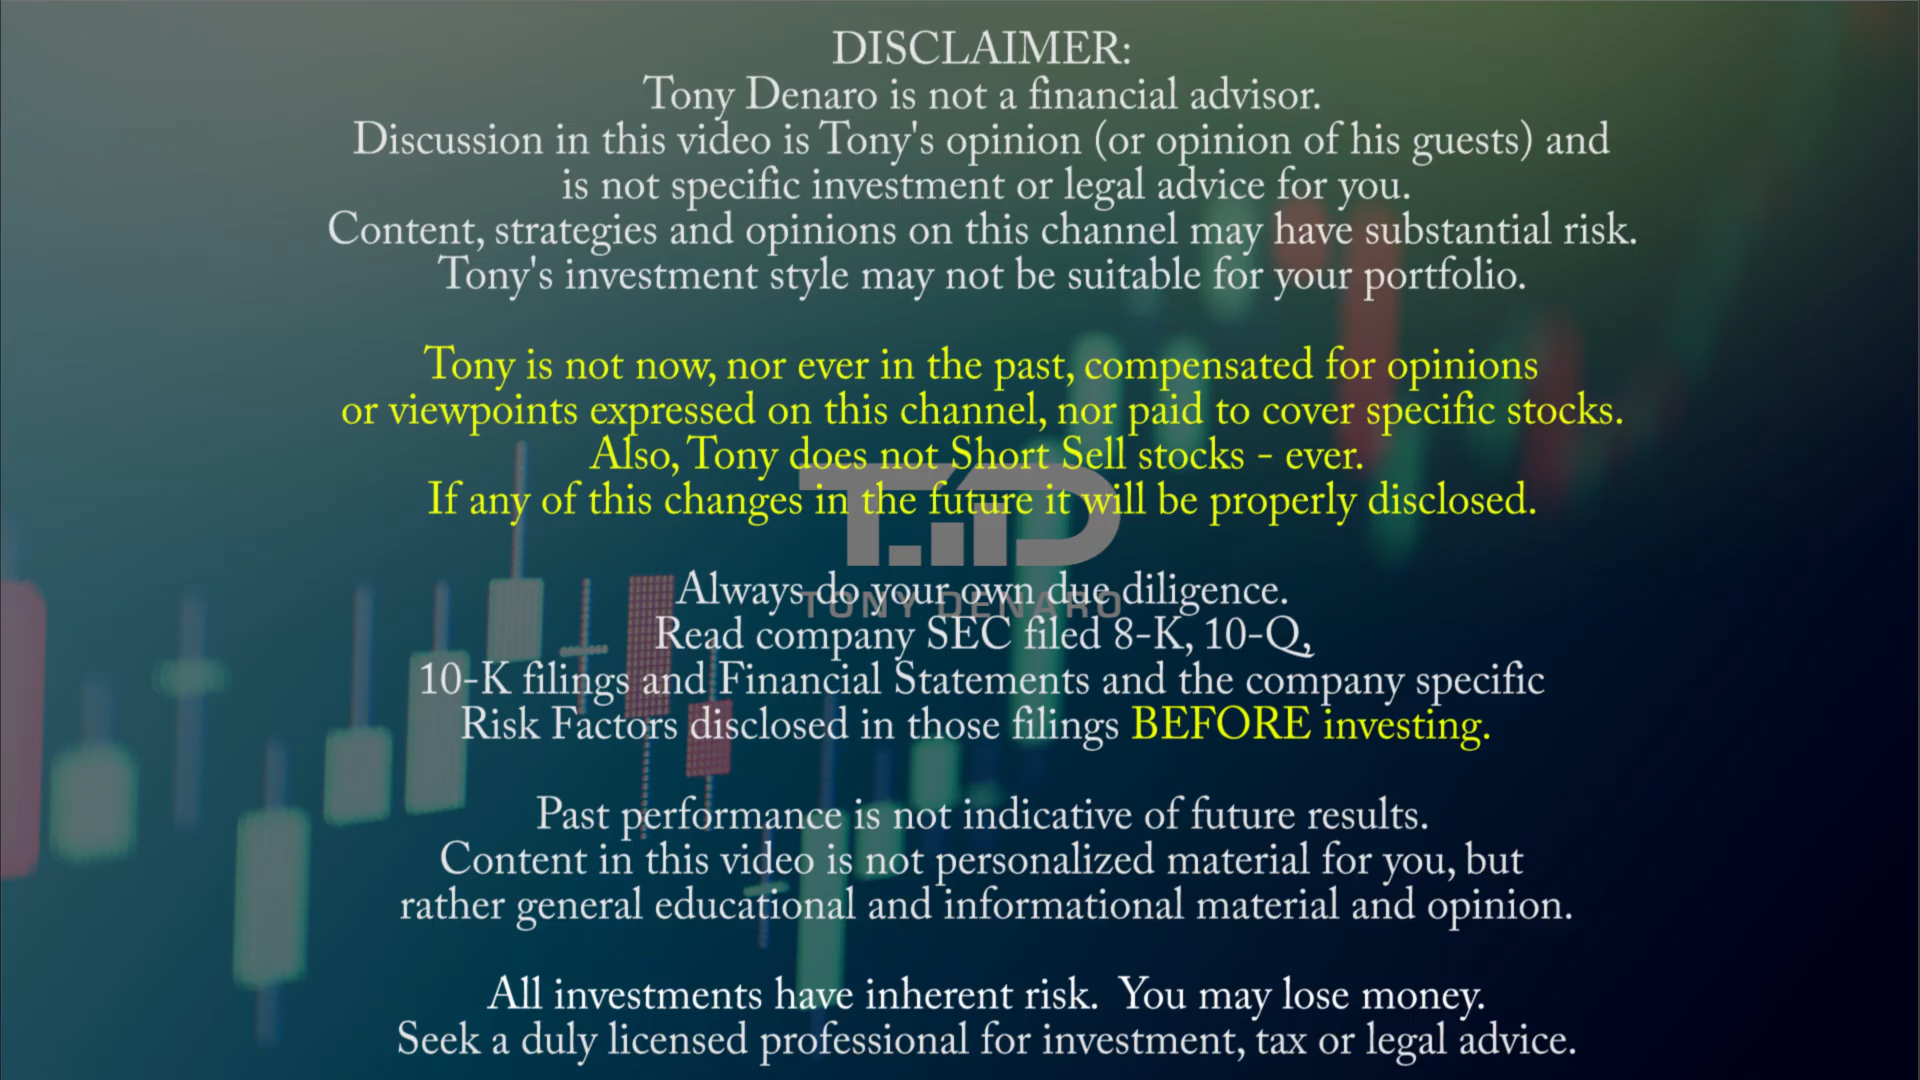 DISCLAIMER:
Tony Denaro is not a financial advisor.
Discussion in this video is Tony's opinion (or opinion of his guests) and
is not specific investment or legal advice for you.
Content, strategies and opinions on this channel may have substantial risk.
Tony's investment style may not be suitable for your portfolio.
Tony is not now, nor ever in the past, compensated for opinions
or viewpoints expressed on this channel, nor paid to cover specific stocks.
Also, Tony does not Short Sell stocks - ever.
If any of this changes in the future it will be properly disclosed.
TD
Always do your own due diligence.
TONY DENARO
Read company SEC filed 8-K, 10-Q,
10-K filings and Financial Statements and the company specific
Risk Factors disclosed in those filings BEFORE investing.
Past performance is not indicative of future results.
Content in this video is not personalized material for you, but
rather general educational and informational material and opinion.
All investments have inherent risk.  You may lose money.
Seek a duly licensed professional for investment, tax or legal advice.